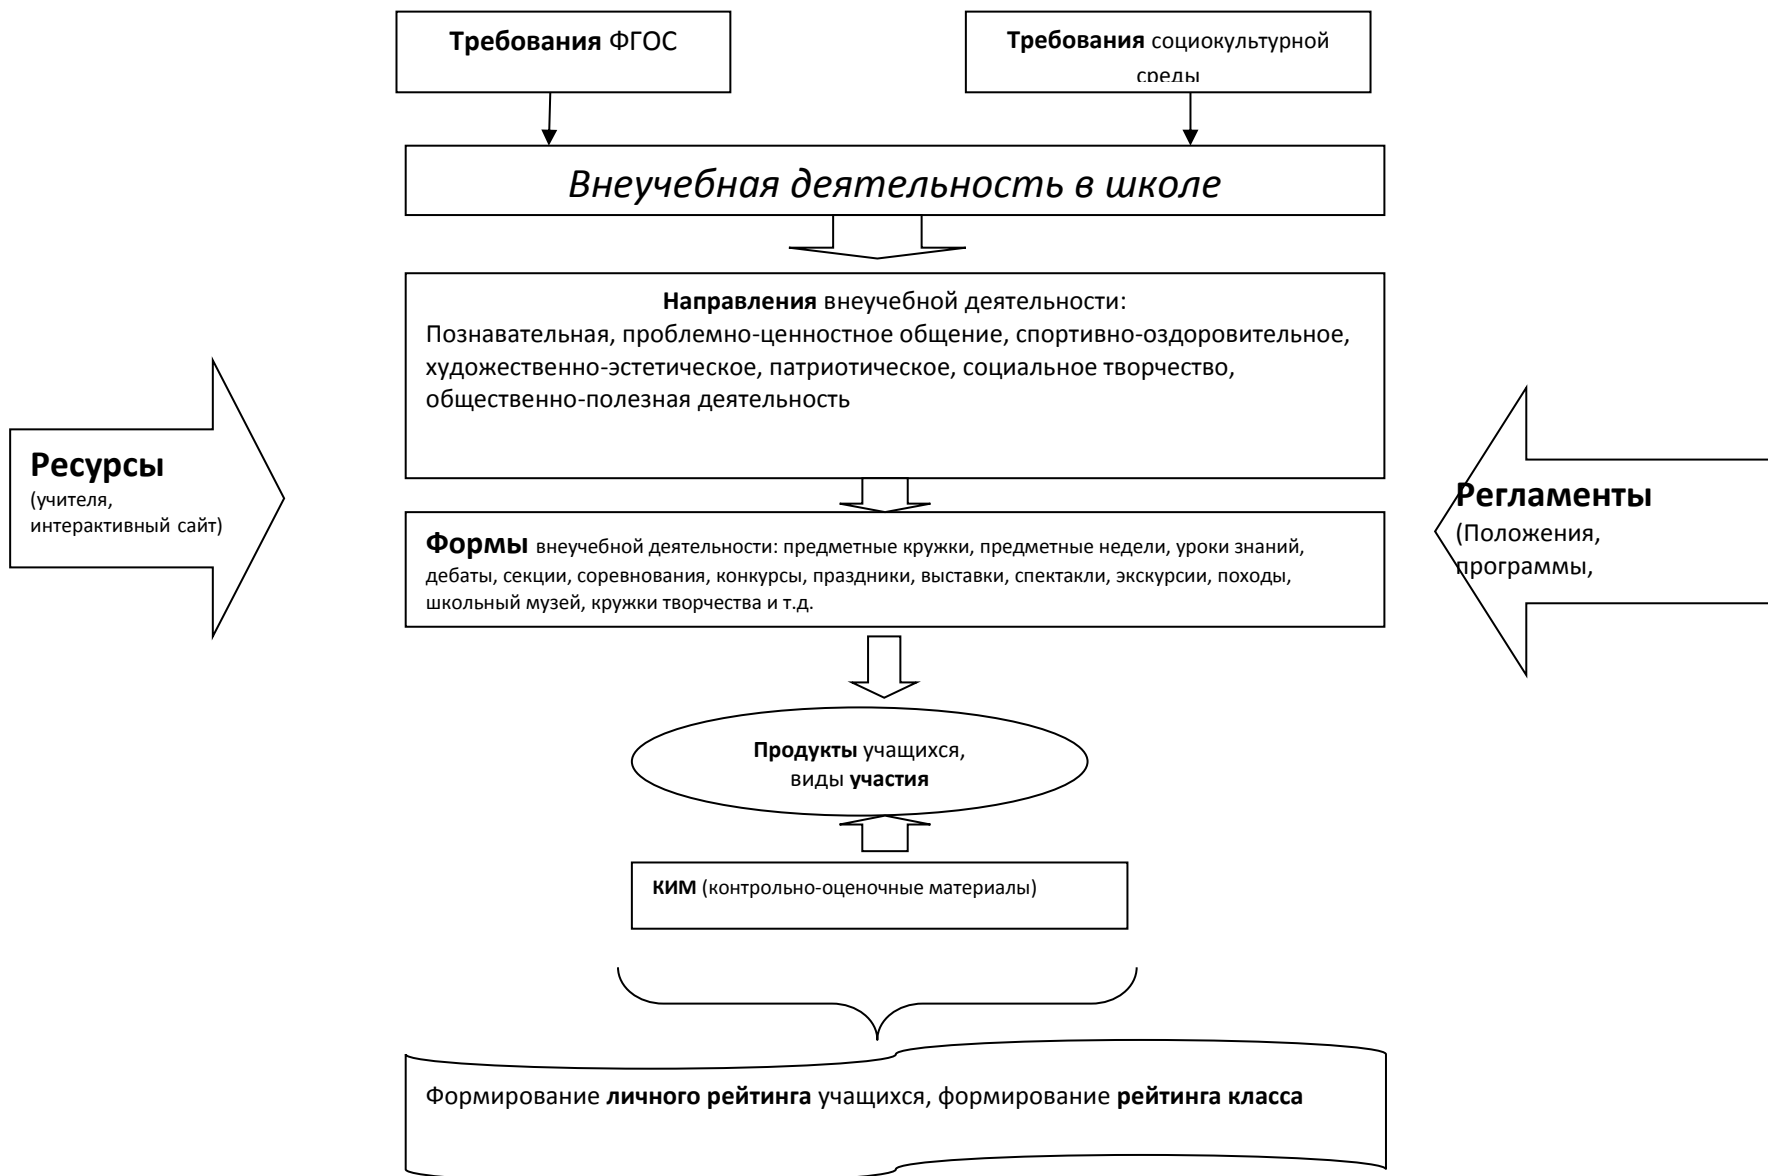 Требования ФГОС
Требования социокультурной
среды
Внеучебная деятельность в школе
Направления внеучебной деятельности:
Познавательная, проблемно-ценностное общение, спортивно-оздоровительное,
художественно-эстетическое, патриотическое, социальное творчество,
общественно-полезная деятельность
Ресурсы
(учителя,
интерактивный сайт)
Регламенты
(Положения,
программы,
Формы внеучебной деятельности: предметные кружки, предметные недели, уроки знаний,
дебаты, секции, соревнования, конкурсы, праздники, выставки, спектакли, экскурсии, походы,
школьный музей, кружки творчества и т.д.
Продукты учащихся,
виды участия
КИМ (контрольно-оценочные материалы)
Формирование личного рейтинга учащихся, формирование рейтинга класса